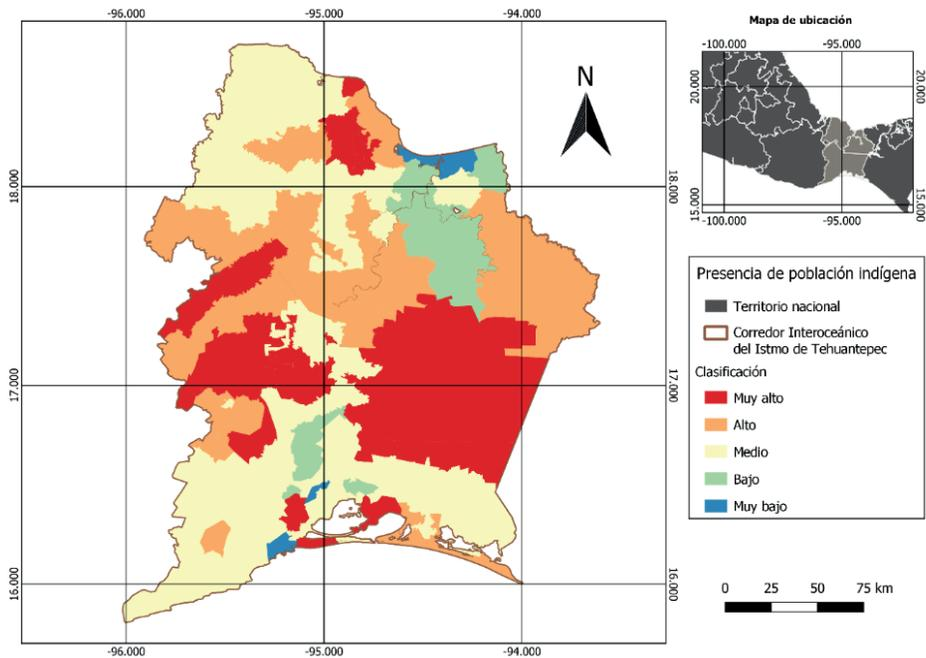 -96.000
-95.000
-94.000
18.000
17.000
16.000
18.000
17.000
16.000
-96.000
-95.000
-94.000
N
Mapa de ubicación
-100.000
-95.000
20.000
15.000
20.000
15.000
-100.000
-95.000
Presencia de población indígena
Territorio nacional
Corredor Interoceánico
del Istmo de Tehuantepec
Clasificación
Muy alto
Alto
Medio
Bajo
Muy bajo
0 25 50 75 km